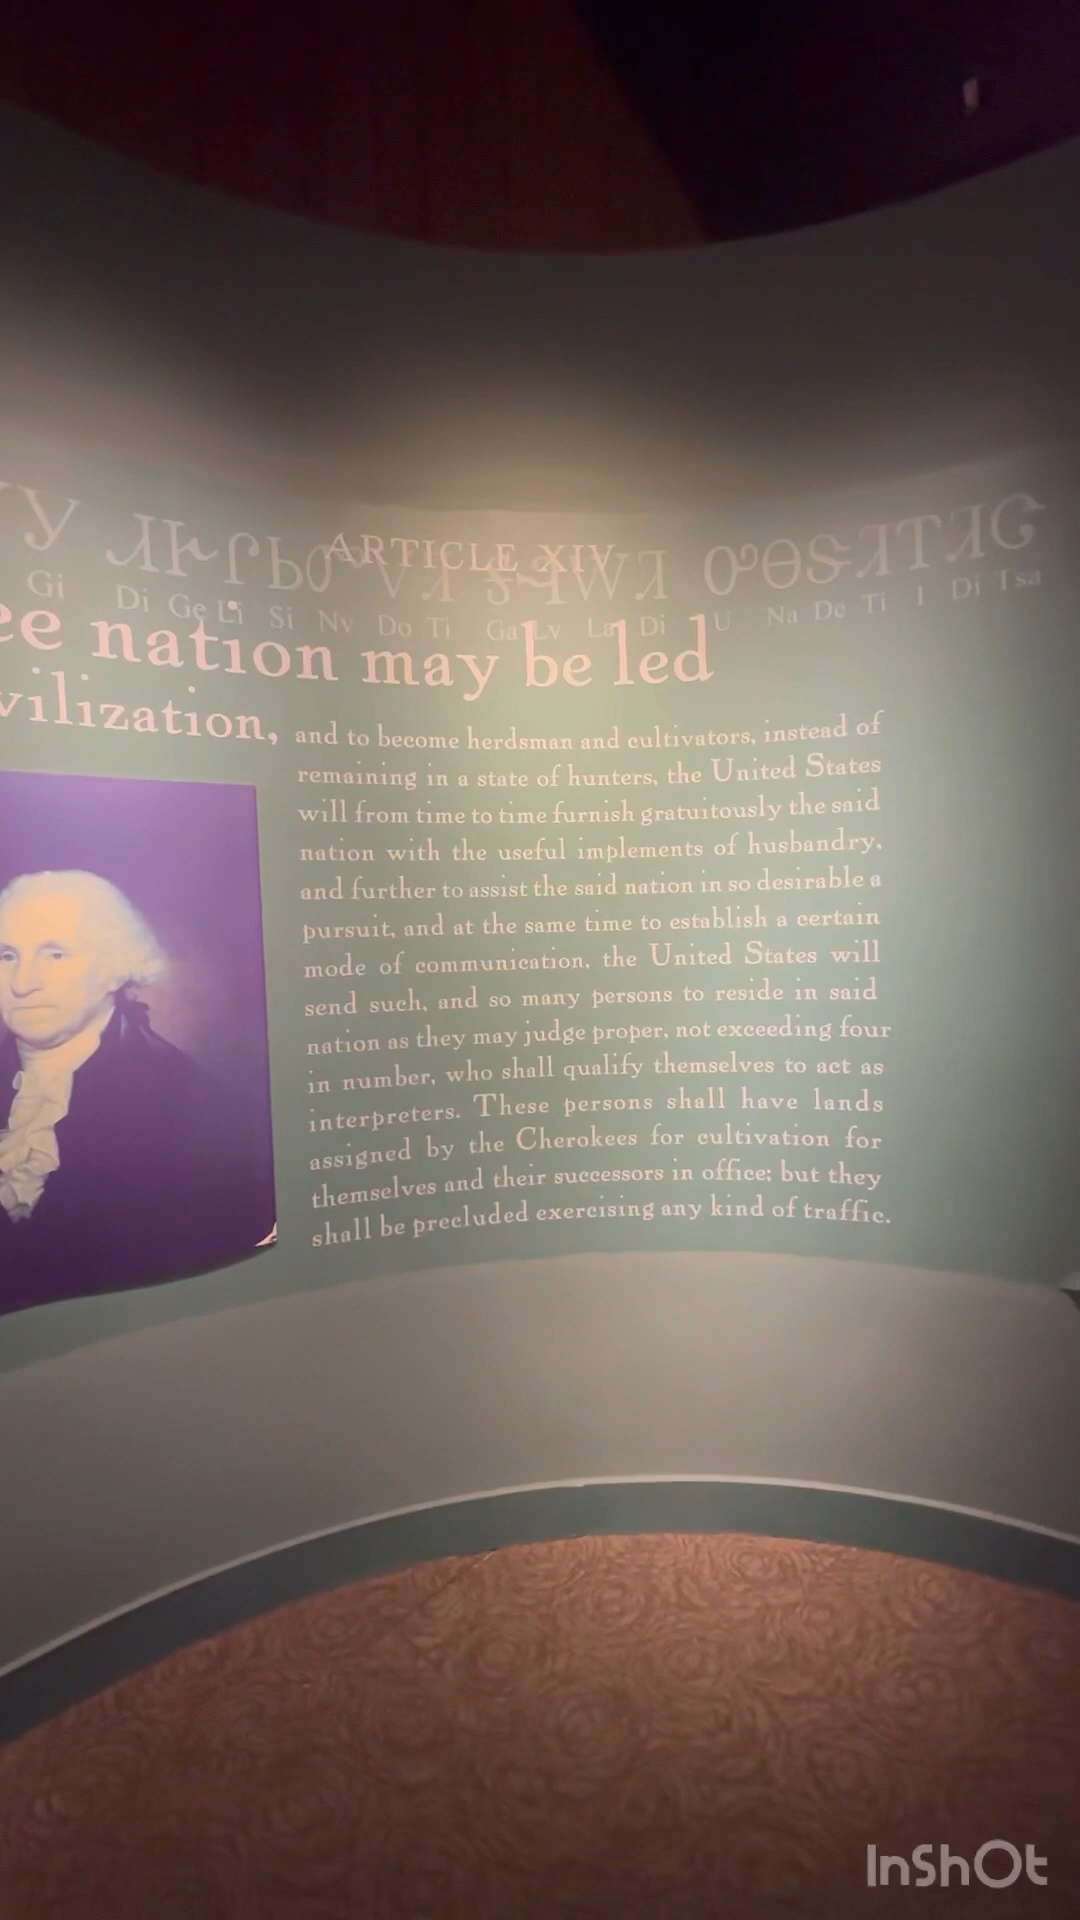 ARTICLE XIV
Gi Di Ge Li Si Nv Do Ti Ga Lv La Di U Na De Ti I Di Tsa
nation may be led
and to become herdsman and cultivators, instead of
remaining in a state of hunters, the United States
will from time to time furnish gratuitously the said
nation with the useful implements of husbandry,
and further to assist the said nation in so desirable a
pursuit, and at the same time to establish a certain
mode of communication, the United States will
send such, and so many persons to reside in said
nation as they may judge proper, not exceeding four
in number, who shall qualify themselves to act as
interpreters. These persons shall have lands
assigned by the Cherokees for cultivation for
themselves and their successors in office; but they
shall be precluded exercising any kind of traffic.
InShOt